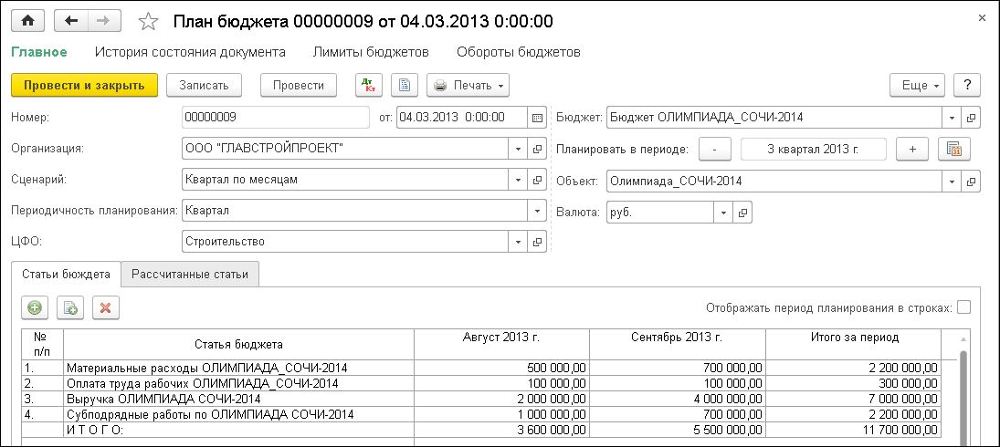 План бюджета 00000009 от 04.03.2013 0:00:00
Главное История состояния документа Лимиты бюджетов Обороты бюджетов
Провести и закрыть Записать Провести Дт Кт Печать Еще ?
Номер: 00000009 от: 04.03.2013 0:00:00 Бюджет: Бюджет ОЛИМПИАДА_СОЧИ-2014
Организация: ООО "ГЛАВСТРОЙПРОЕКТ" Планировать в периоде: - 3 квартал 2013 г. +
Сценарий: Квартал по месяцам Объект: Олимпиада_СОЧИ-2014
Периодичность планирования: Квартал Валюта: руб.
ЦФО: Строительство
Статьи бюждета Рассчитанные статьи
Отображать период планирования в строках:
№ п/п Статья бюджета Август 2013 г. Сентябрь 2013 г. Итого за период
1. Материальные расходы ОЛИМПИАДА_СОЧИ-2014 500 000,00 700 000,00 2 200 000,00
2. Оплата труда рабочих ОЛИМПИАДА_СОЧИ-2014 100 000,00 100 000,00 300 000,00
3. Выручка ОЛИМПИАДА СОЧИ-2014 2 000 000,00 4 000 000,00 7 000 000,00
4. Субподрядные работы по ОЛИМПИАДА СОЧИ-2014 1 000 000,00 700 000,00 2 200 000,00
И Т О Г О: 3 600 000,00 5 500 000,00 11 700 000,00